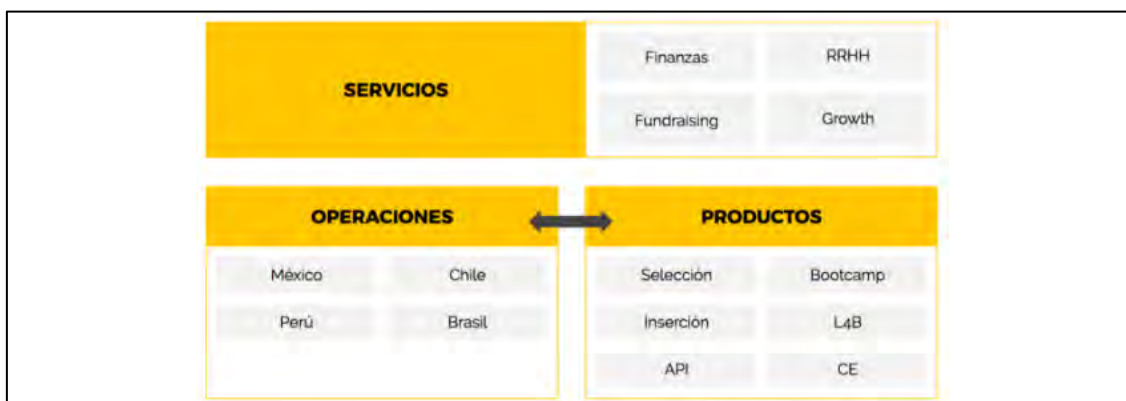 SERVICIOS
Finanzas RRHH
Fundraising Growth
OPERACIONES
México Chile
Perú Brasil
PRODUCTOS
Selección Bootcamp
Inserción L4B
API CE